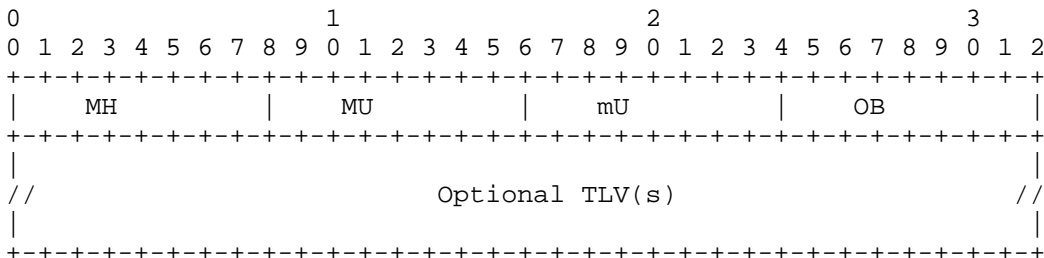 0                   1                   2                   3
0 1 2 3 4 5 6 7 8 9 0 1 2 3 4 5 6 7 8 9 0 1 2 3 4 5 6 7 8 9 0 1 2
+-+-+-+-+-+-+-+-+-+-+-+-+-+-+-+-+-+-+-+-+-+-+-+-+-+-+-+-+-+-+-+-+
|    MH         |    MU         |    mU         |    OB         |
+-+-+-+-+-+-+-+-+-+-+-+-+-+-+-+-+-+-+-+-+-+-+-+-+-+-+-+-+-+-+-+-+
|                                                               |
//                         Optional TLV(s)                     //
|                                                               |
+-+-+-+-+-+-+-+-+-+-+-+-+-+-+-+-+-+-+-+-+-+-+-+-+-+-+-+-+-+-+-+-+